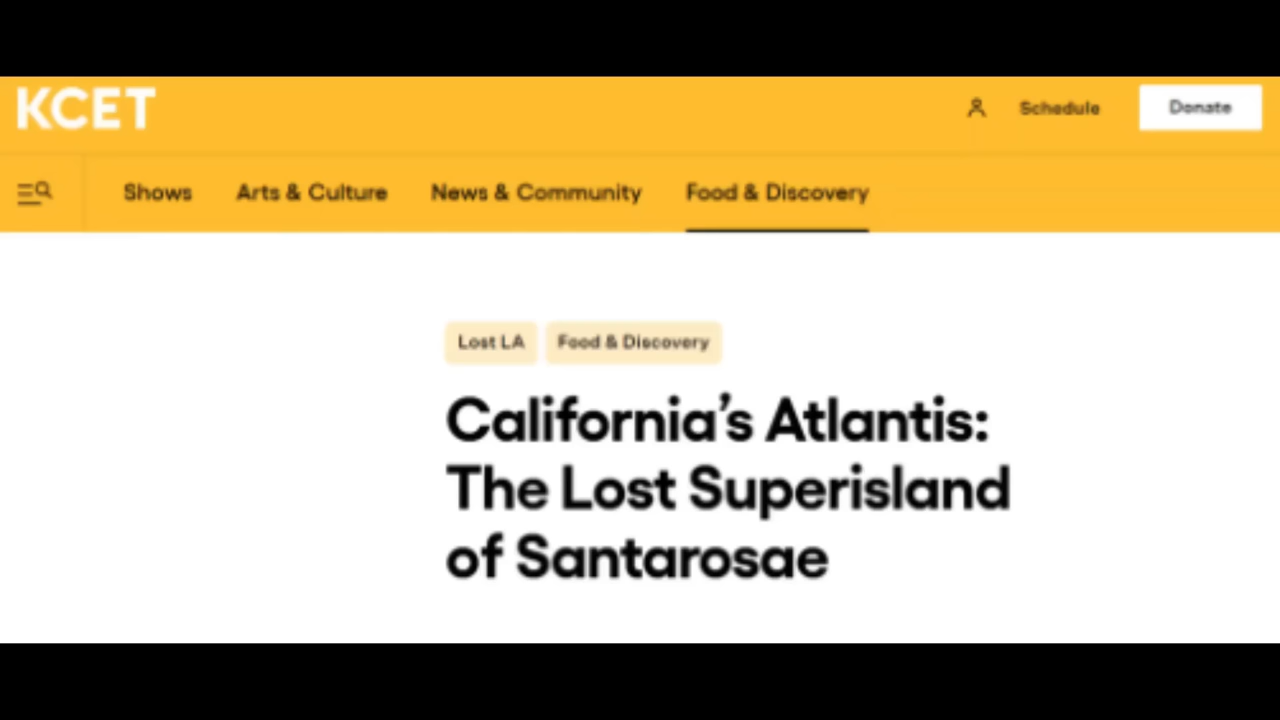 KCET
Schedule
Donate
Shows
Arts & Culture
News & Community
Food & Discovery
Lost LA
Food & Discovery
California’s Atlantis:
The Lost Superisland
of Santarosae